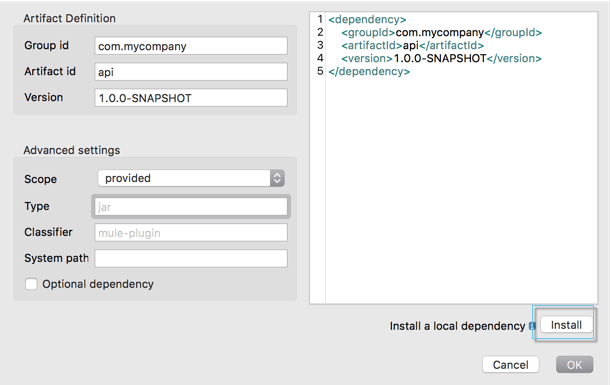 Artifact Definition
Group id com.mycompany
Artifact id api
Version 1.0.0-SNAPSHOT
Advanced settings
Scope provided
Type jar
Classifier mule-plugin
System path
Optional dependency
1 <dependency>
2 <groupId>com.mycompany</groupId>
3 <artifactId>api</artifactId>
4 <version>1.0.0-SNAPSHOT</version>
5 </dependency>
Install a local dependency Install
Cancel OK